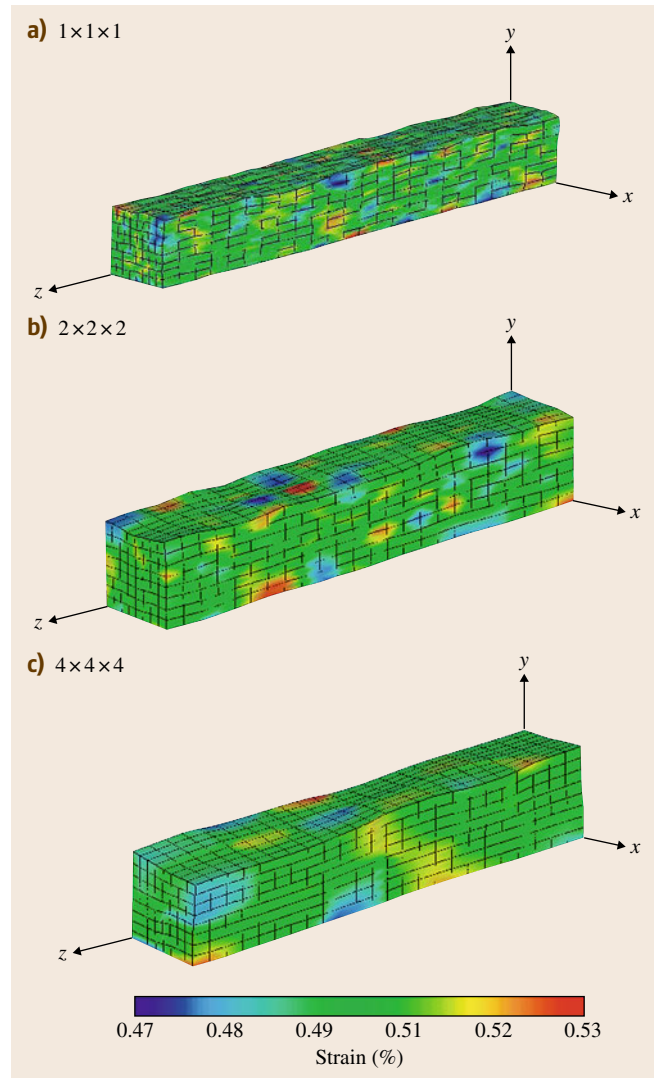 a) 1×1×1
y
x
z
b) 2×2×2
y
x
z
c) 4×4×4
y
x
z
0.47 0.48 0.49 0.51 0.52 0.53
Strain (%)